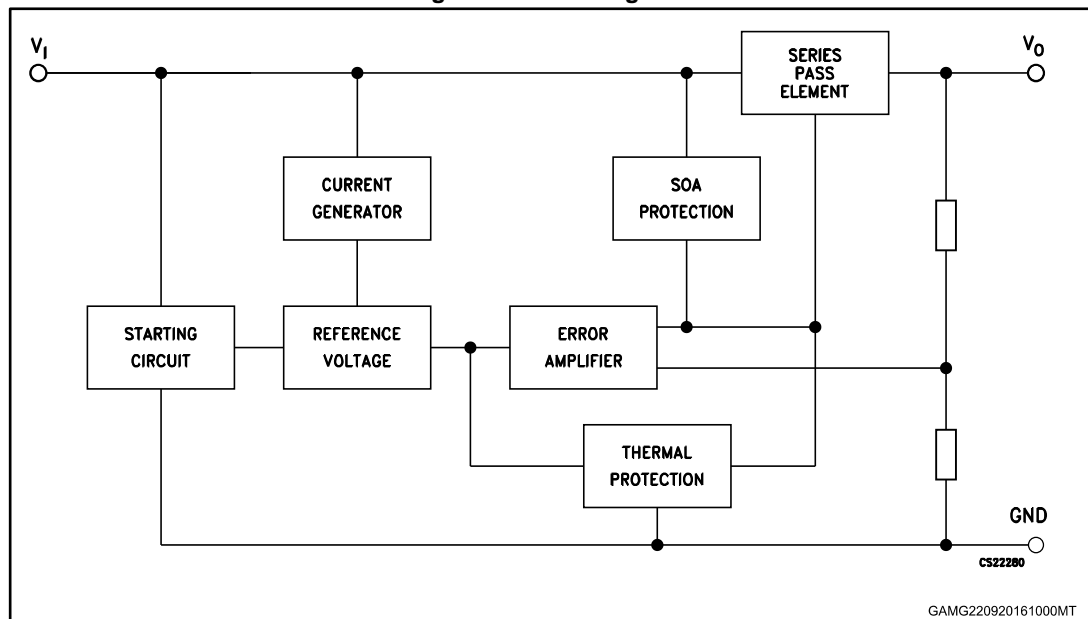 V_I
V_O
SERIES
PASS
ELEMENT
CURRENT
GENERATOR
SOA
PROTECTION
STARTING
CIRCUIT
REFERENCE
VOLTAGE
ERROR
AMPLIFIER
THERMAL
PROTECTION
GND
CS22280
GAMG220920161000MT